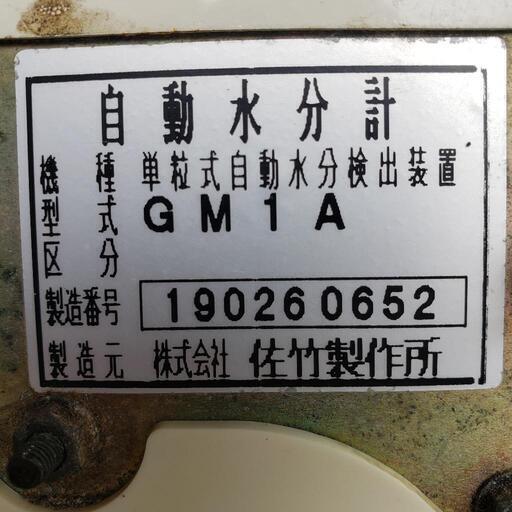 自動水分計
機種 単粒式自動水分検出装置
型式 GM1A
区分
製造番号 190260652
製造元 株式会社 佐竹製作所